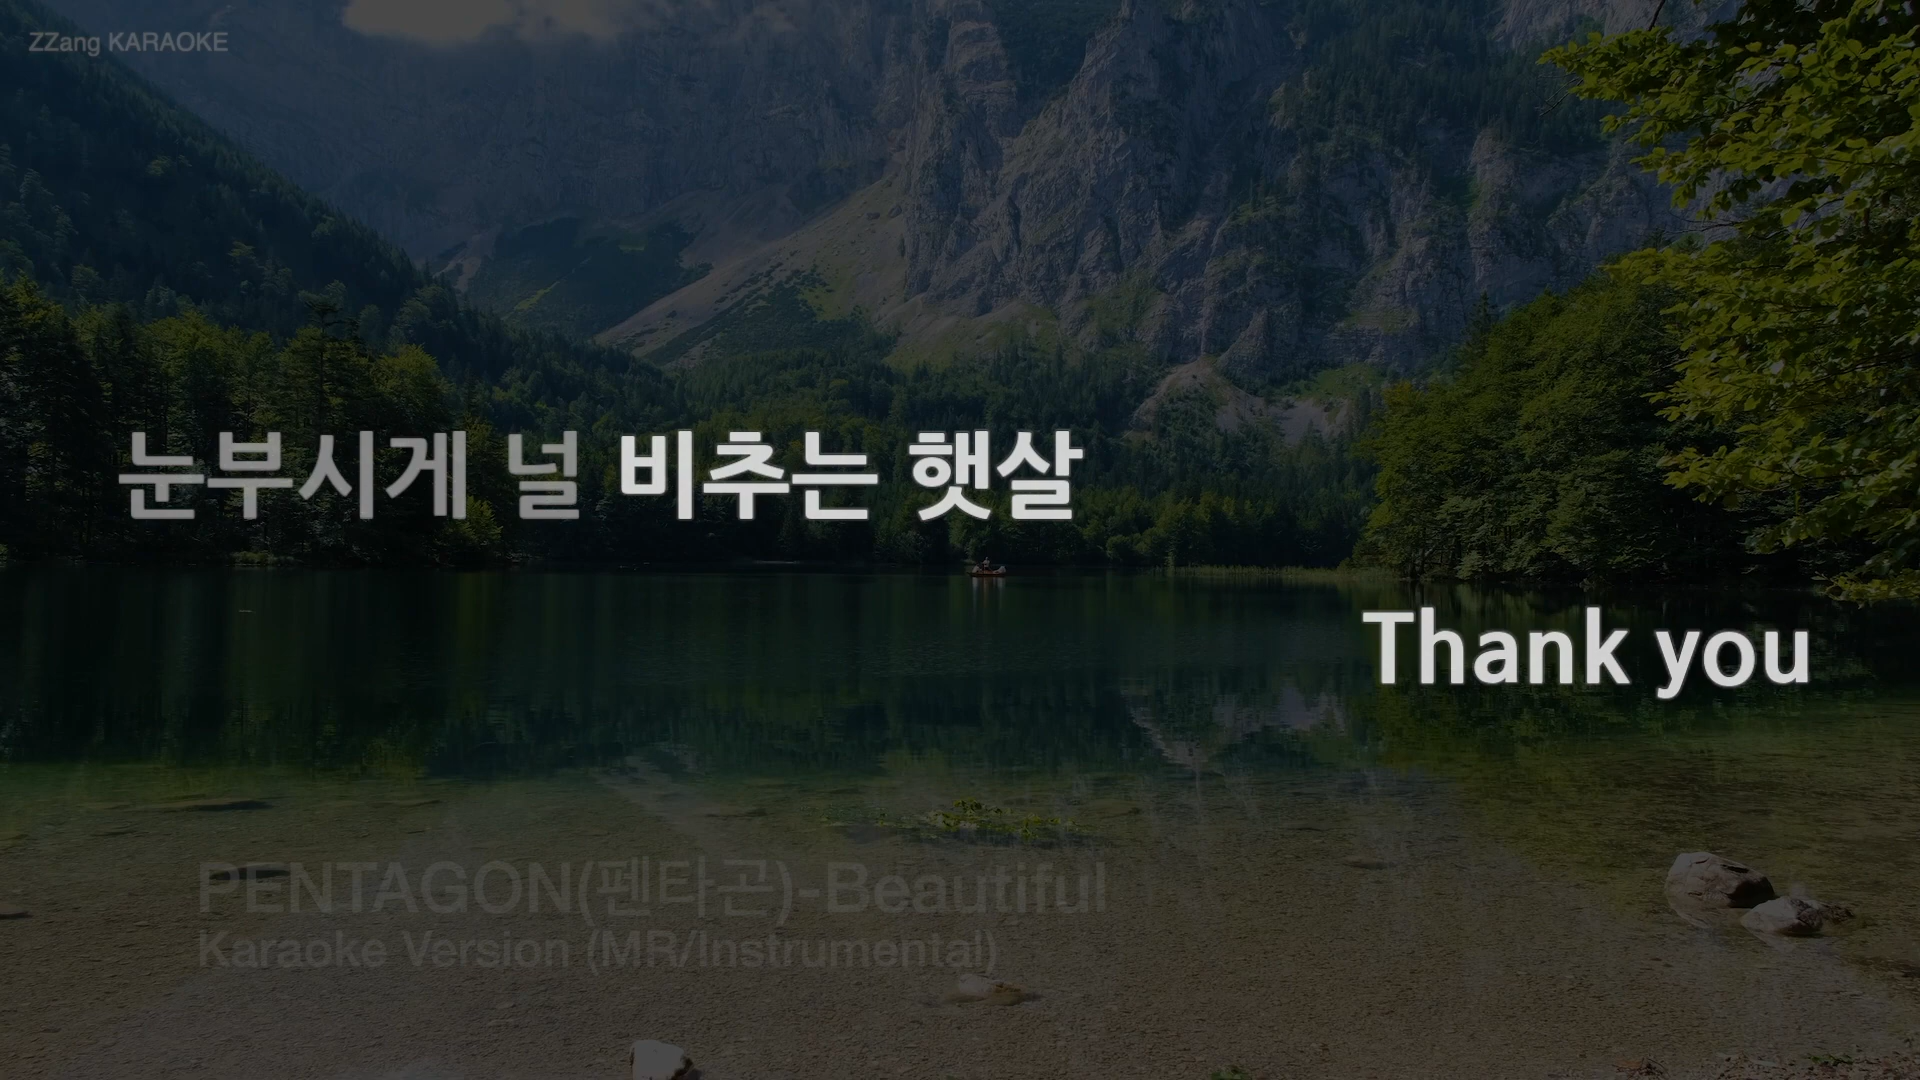 ZZang KARAOKE
눈부시게 널 비추는 햇살
Thank you
PENTAGON(펜타곤)-Beautiful
Karaoke Version (MR/Instrumental)